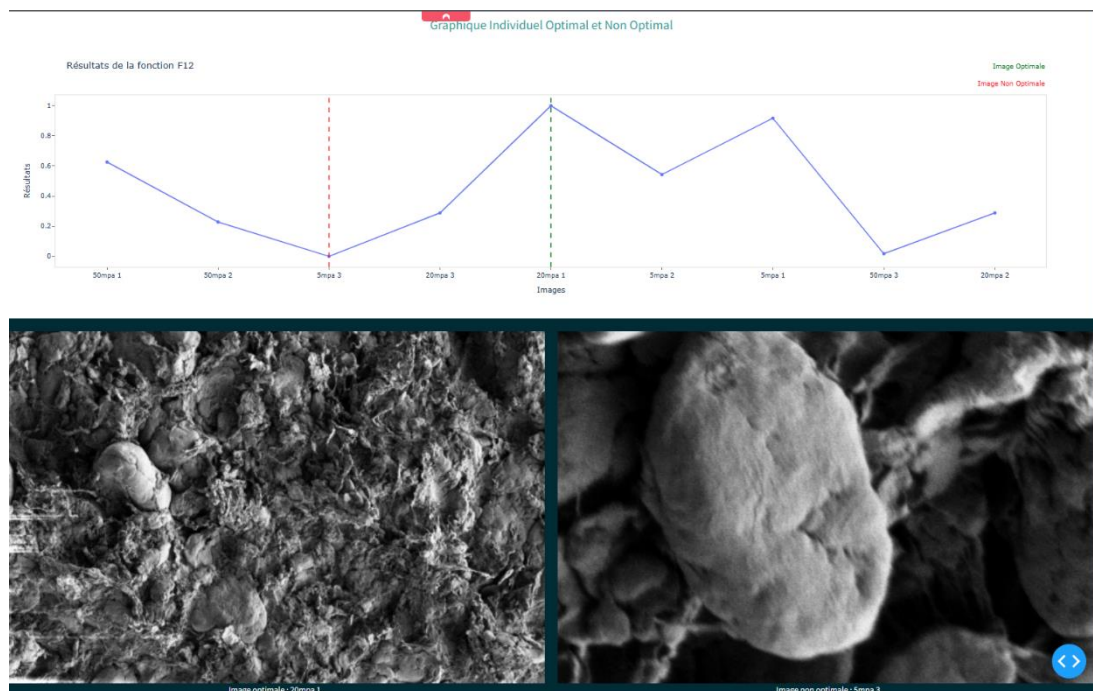 Graphique Individuel Optimal et Non Optimal
Résultats de la fonction F12
Image Optimale
Image Non Optimale
1
0.8
0.6
0.4
0.2
0
Résultats
50mpa 1 50mpa 2 5mpa 3 20mpa 3 20mpa 1 5mpa 2 5mpa 1 50mpa 3 20mpa 2
Images
Image optimale : 20mpa 1 Image non optimale : 5mpa 3